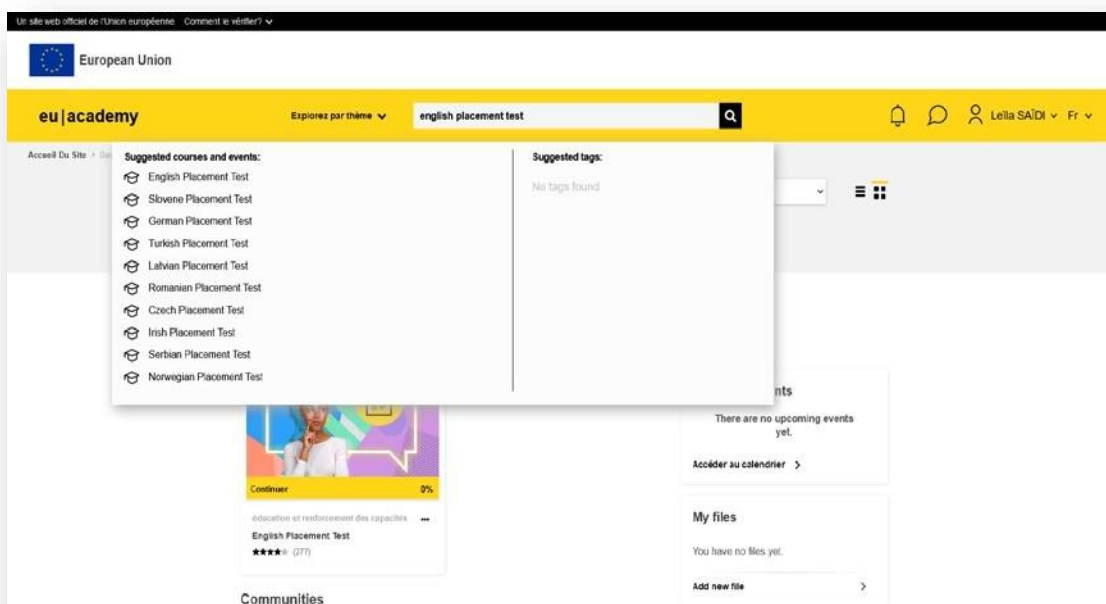 Un site web officiel de l'Union européenne Comment le vérifier?
European Union
eu|academy
Explorez par thème
english placement test
Leïla SAÏDI
Fr
Accueil Du Site
Suggested courses and events:
English Placement Test
Slovene Placement Test
German Placement Test
Turkish Placement Test
Latvian Placement Test
Romanian Placement Test
Czech Placement Test
Irish Placement Test
Serbian Placement Test
Norwegian Placement Test
Suggested tags:
No tags found
Continuer 0%
éducation et renforcement des capacités
English Placement Test
(277)
Communities
nts
There are no upcoming events
yet.
Accéder au calendrier
My files
You have no files yet.
Add new file